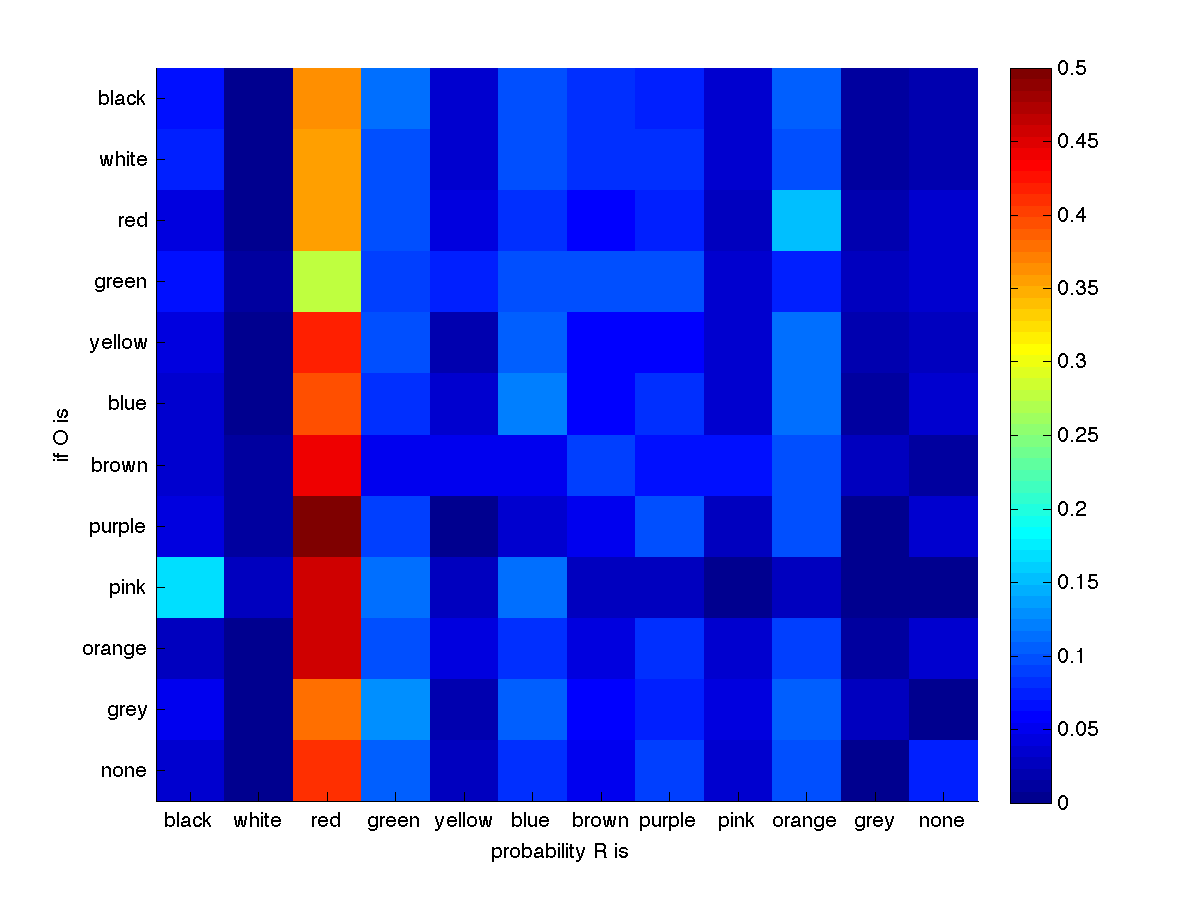 if O is
black
white
red
green
yellow
blue
brown
purple
pink
orange
grey
none
black white red green yellow blue brown purple pink orange grey none
probability R is
0.5
0.45
0.4
0.35
0.3
0.25
0.2
0.15
0.1
0.05
0